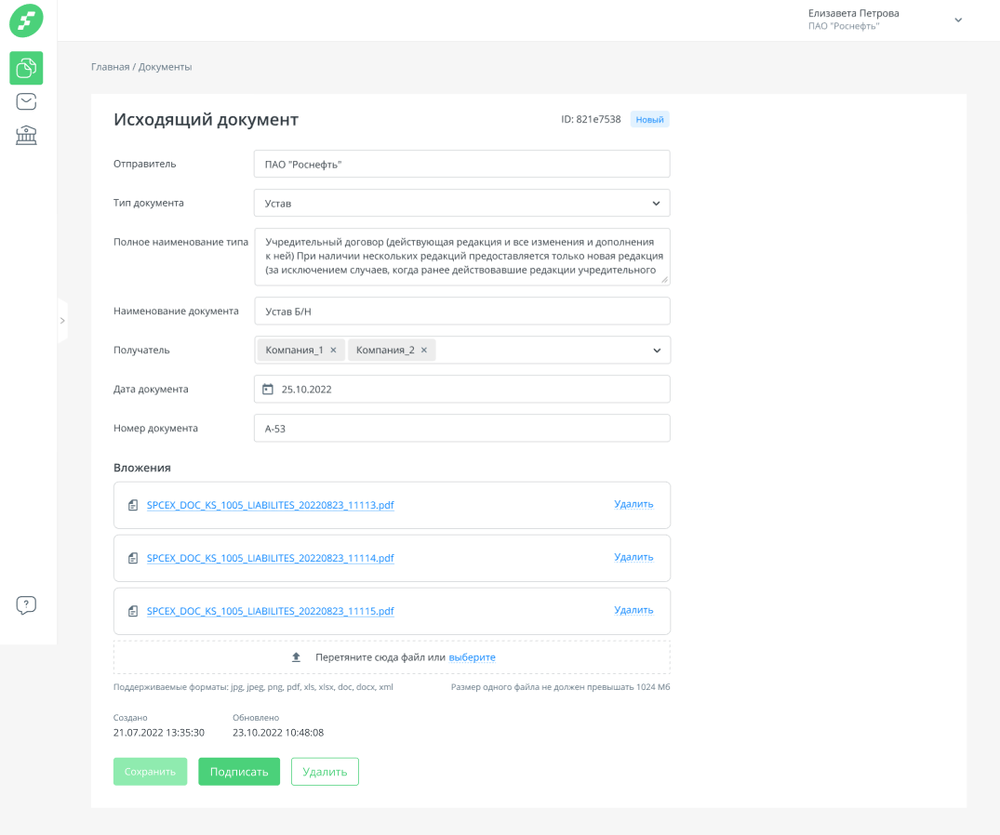 Елизавета Петрова
ПАО "Роснефть"
Главная / Документы
Исходящий документ
ID: 821e7538
Новый
Отправитель
ПАО "Роснефть"
Тип документа
Устав
Полное наименование типа
Учредительный договор (действующая редакция и все изменения и дополнения
к ней) При наличии нескольких редакций предоставляется только новая редакция
(за исключением случаев, когда ранее действовавшие редакции учредительного
Наименование документа
Устав Б/Н
Получатель
Компания_1 ×
Компания_2 ×
Дата документа
25.10.2022
Номер документа
А-53
Вложения
SPCEX_DOC_KS_1005_LIABILITES_20220823_11113.pdf
Удалить
SPCEX_DOC_KS_1005_LIABILITES_20220823_11114.pdf
Удалить
SPCEX_DOC_KS_1005_LIABILITES_20220823_11115.pdf
Удалить
Перетяните сюда файл или выберите
Поддерживаемые форматы: jpg, jpeg, png, pdf, xls, xlsx, doc, docx, xml
Размер одного файла не должен превышать 1024 Мб
Создано
Обновлено
21.07.2022 13:35:30
23.10.2022 10:48:08
?
Сохранить
Подписать
Удалить